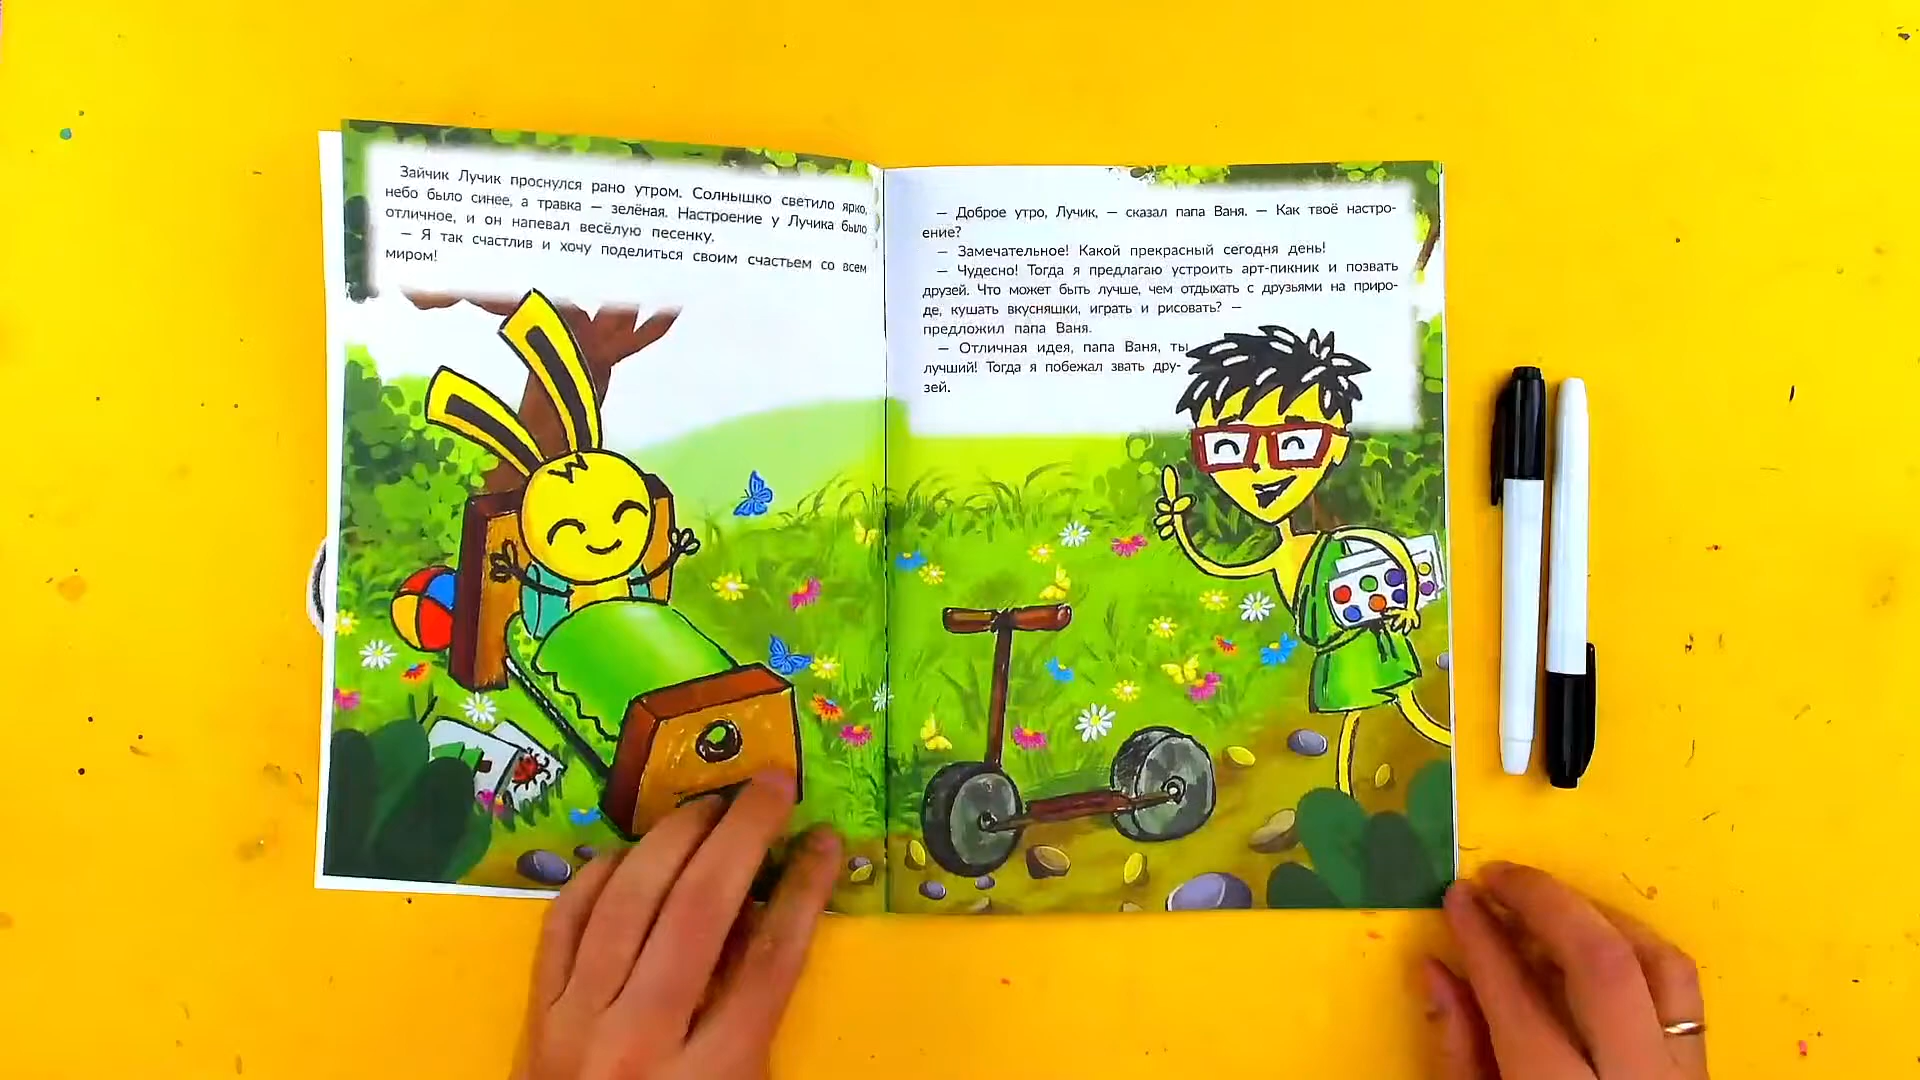 Зайчик Лучик проснулся рано утром. Солнышко светило ярко,
небо было синее, а травка — зелёная. Настроение у Лучика было
отличное, и он напевал весёлую песенку.
— Я так счастлив и хочу поделиться своим счастьем со всем
миром!
— Доброе утро, Лучик, — сказал папа Ваня. — Как твоё настро-
ение?
— Замечательное! Какой прекрасный сегодня день!
— Чудесно! Тогда я предлагаю устроить арт-пикник и позвать
друзей. Что может быть лучше, чем отдыхать с друзьями на приро-
де, кушать вкусняшки, играть и рисовать? —
предложил папа Ваня.
— Отличная идея, папа Ваня, ты
лучший! Тогда я побежал звать дру-
зей.